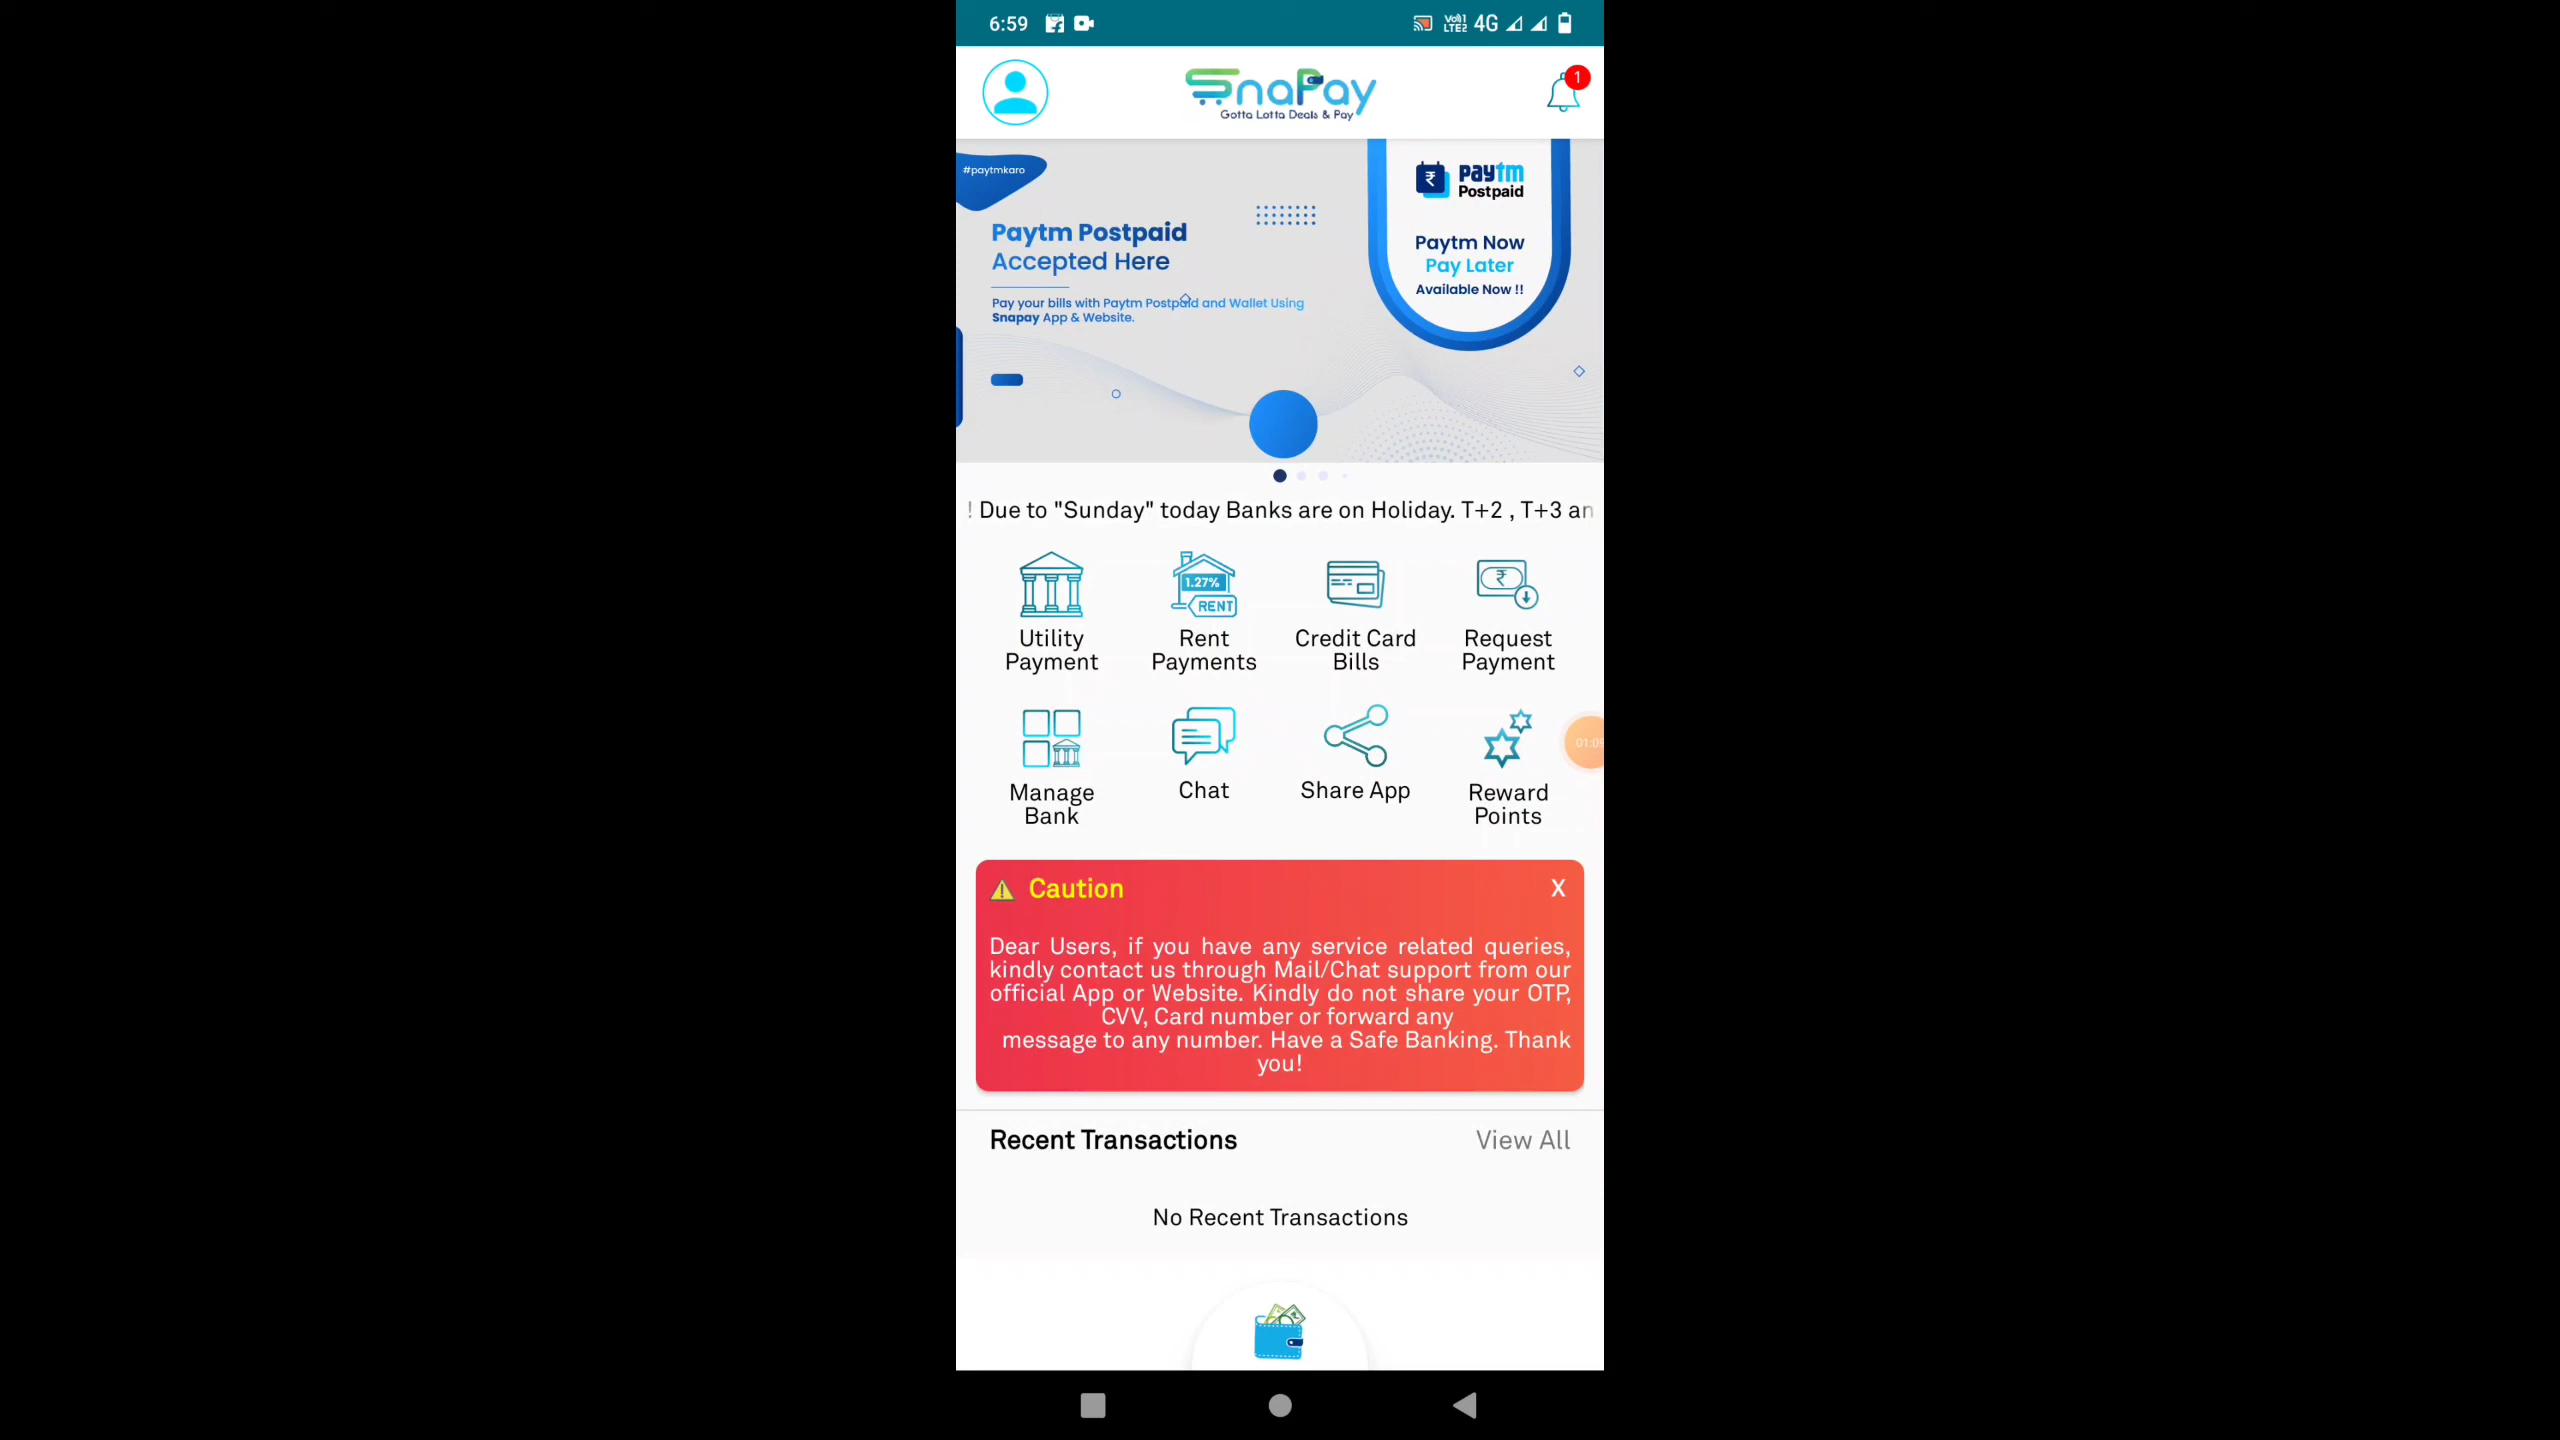 6:59
Vo)) 1
LTE2
4G
SnaPay
Gotta Lotta Deals & Pay
1
#paytmkaro
Paytm Postpaid
Accepted Here
Pay your bills with Paytm Postpaid and Wallet Using
Snapay App & Website.
paytm
Postpaid
Paytm Now
Pay Later
Available Now !!
! Due to "Sunday" today Banks are on Holiday. T+2 , T+3 an
1.27%
RENT
Utility
Payment
Rent
Payments
Credit Card
Bills
Request
Payment
Manage
Bank
Chat
Share App
Reward
Points
Caution
X
Dear Users, if you have any service related queries,
kindly contact us through Mail/Chat support from our
official App or Website. Kindly do not share your OTP,
CVV, Card number or forward any
message to any number. Have a Safe Banking. Thank
you!
Recent Transactions
View All
No Recent Transactions